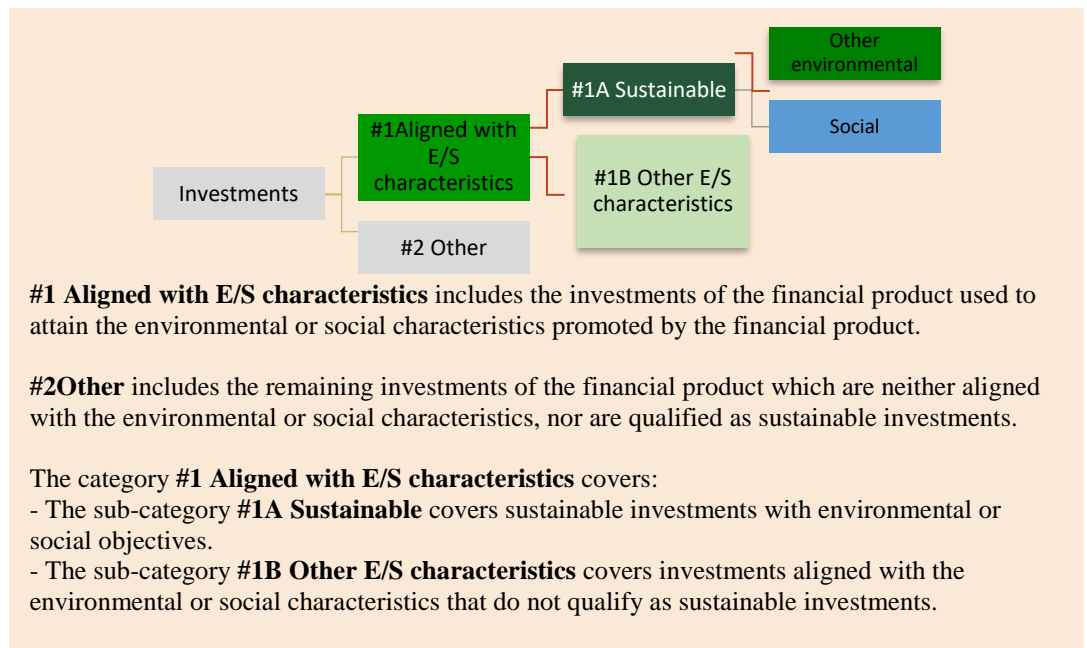 Other
environmental
#1A Sustainable
Social
#1Aligned with
E/S
characteristics
#1B Other E/S
characteristics
Investments
#2 Other
#1 Aligned with E/S characteristics includes the investments of the financial product used to
attain the environmental or social characteristics promoted by the financial product.
#2Other includes the remaining investments of the financial product which are neither aligned
with the environmental or social characteristics, nor are qualified as sustainable investments.
The category #1 Aligned with E/S characteristics covers:
- The sub-category #1A Sustainable covers sustainable investments with environmental or
social objectives.
- The sub-category #1B Other E/S characteristics covers investments aligned with the
environmental or social characteristics that do not qualify as sustainable investments.